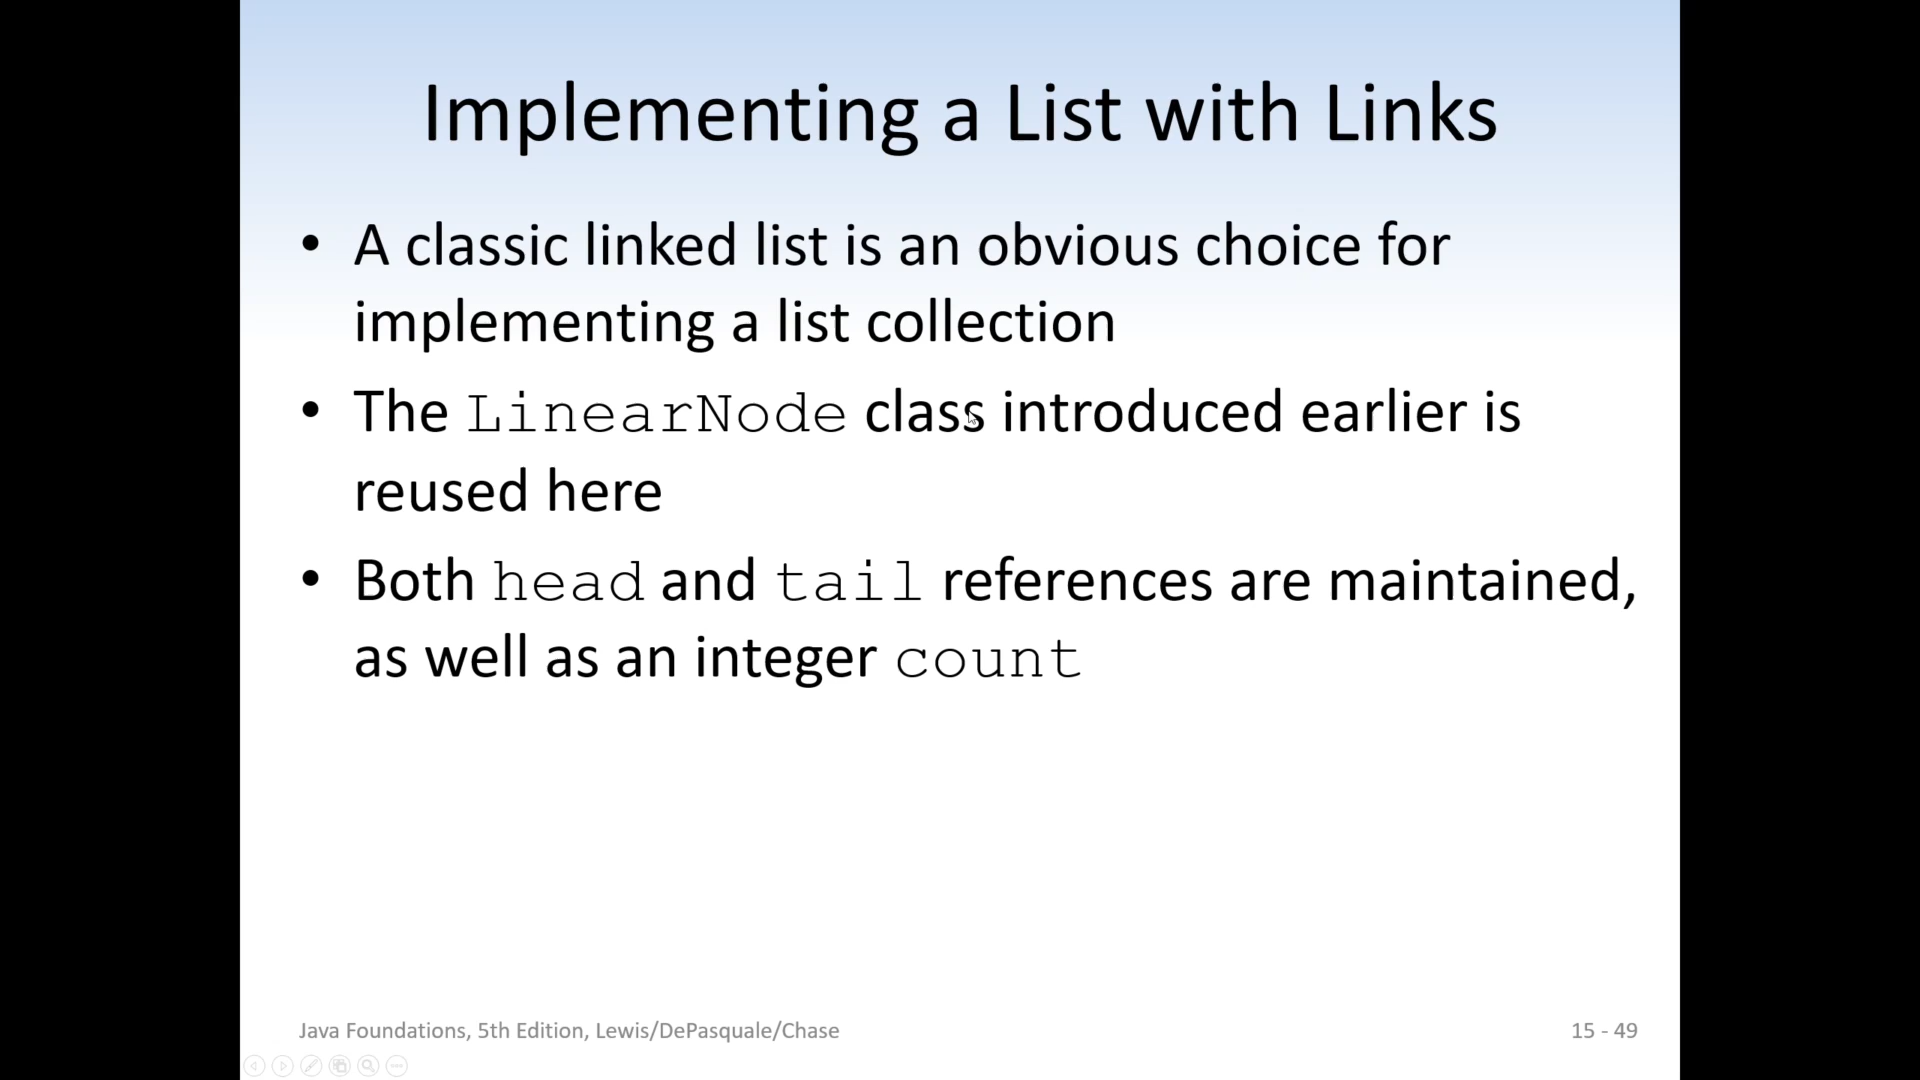 Implementing a List with Links
• A classic linked list is an obvious choice for
implementing a list collection
• The LinearNode class introduced earlier is
reused here
• Both head and tail references are maintained,
as well as an integer count
Java Foundations, 5th Edition, Lewis/DePasquale/Chase
15 - 49